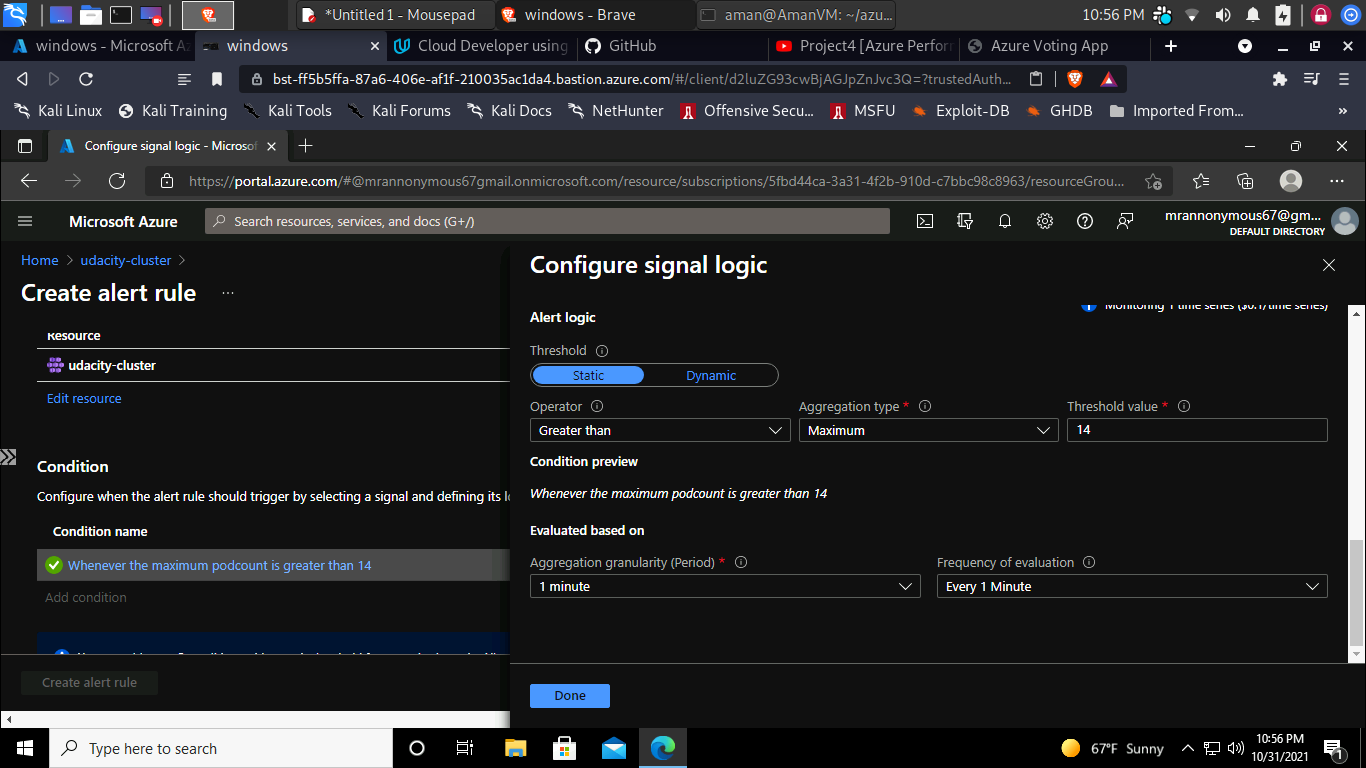 *Untitled 1 - Mousepad
windows - Brave
aman@AmanVM: ~/azu...
10:56 PM
windows - Microsoft Az
windows
Cloud Developer using
GitHub
Project4 [Azure Perfor
Azure Voting App
bst-ff5b5ffa-87a6-406e-af1f-210035ac1da4.bastion.azure.com/#/client/d2luZG93cwBjAGJpZnJvc3Q=?trustedAuth...
Kali Linux
Kali Training
Kali Tools
Kali Forums
Kali Docs
NetHunter
Offensive Secu...
MSFU
Exploit-DB
GHDB
Imported From...
Configure signal logic - Microsof
https://portal.azure.com/#@mrannonymous67gmail.onmicrosoft.com/resource/subscriptions/5fbd44ca-3a31-4f2b-910d-c7bbc98c8963/resourceGrou...
Microsoft Azure
Search resources, services, and docs (G+/)
mrannonymous67@gm...
DEFAULT DIRECTORY
Home > udacity-cluster >
Create alert rule ...
Resource
udacity-cluster
Edit resource
Condition
Configure when the alert rule should trigger by selecting a signal and defining its lo
Condition name
Whenever the maximum podcount is greater than 14
Add condition
Create alert rule
Configure signal logic
Monitoring 1 time series ($0.1/time series)
Alert logic
Threshold
Static
Dynamic
Operator
Aggregation type *
Threshold value *
Greater than
Maximum
14
Condition preview
Whenever the maximum podcount is greater than 14
Evaluated based on
Aggregation granularity (Period) *
Frequency of evaluation
1 minute
Every 1 Minute
Done
Type here to search
67°F Sunny
10:56 PM
10/31/2021
1